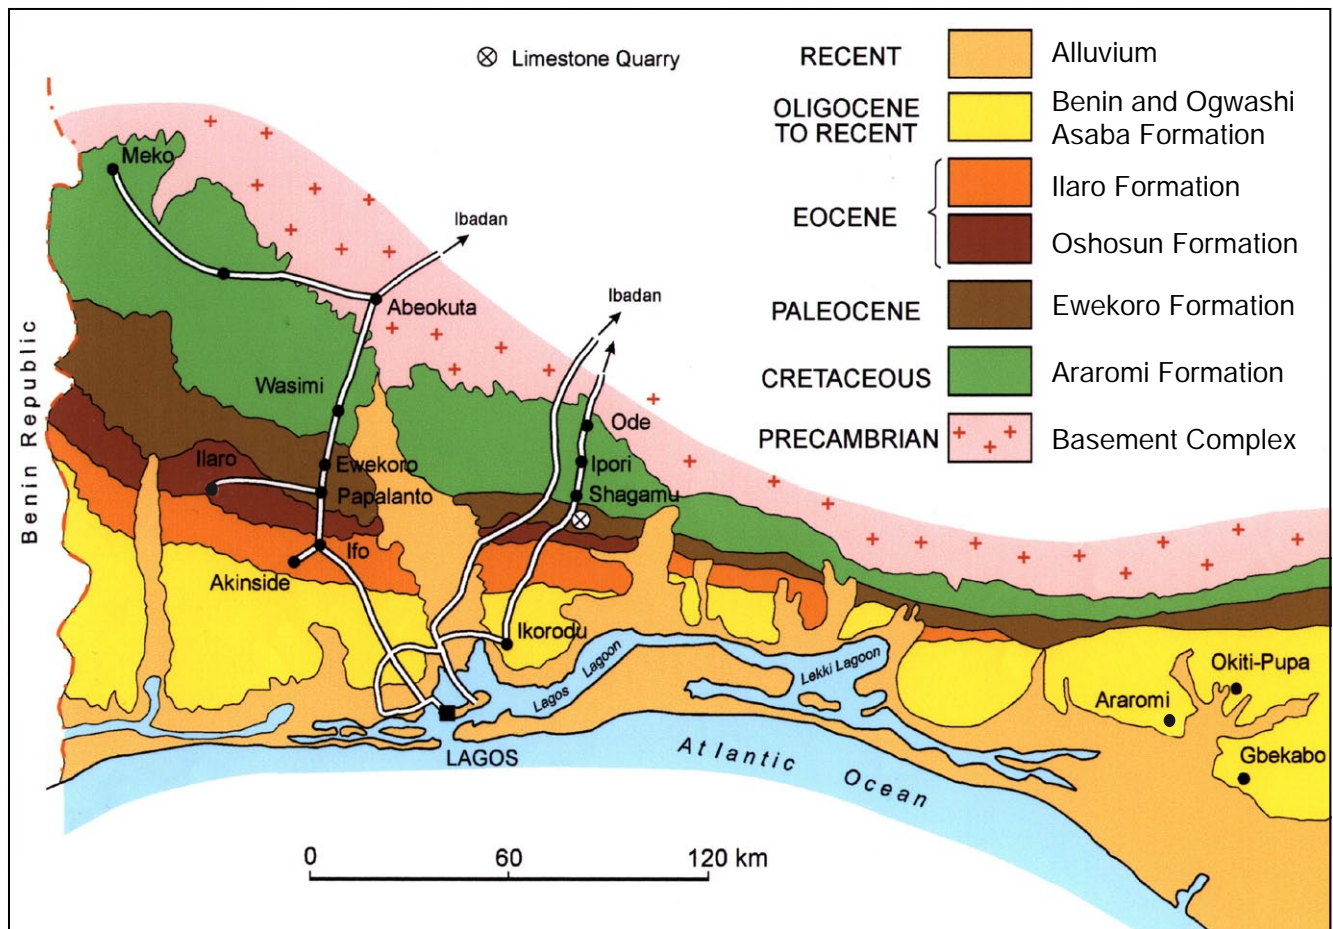 Limestone Quarry
RECENT
Alluvium
OLIGOCENE
TO RECENT
Benin and Ogwashi
Asaba Formation
EOCENE
Ilaro Formation
Oshosun Formation
PALEOCENE
Ewekoro Formation
CRETACEOUS
Araromi Formation
PRECAMBRIAN
Basement Complex
Benin Republic
Meko
Ibadan
Abeokuta
Ibadan
Wasimi
Ode
Ilaro
Ewekoro
Ipori
Papalanto
Shagamu
Ifo
Akinside
Ikorodu
Lagos Lagoon
Lekki Lagoon
Okiti-Pupa
Araromi
Gbekabo
LAGOS
Atlantic Ocean
0 60 120 km